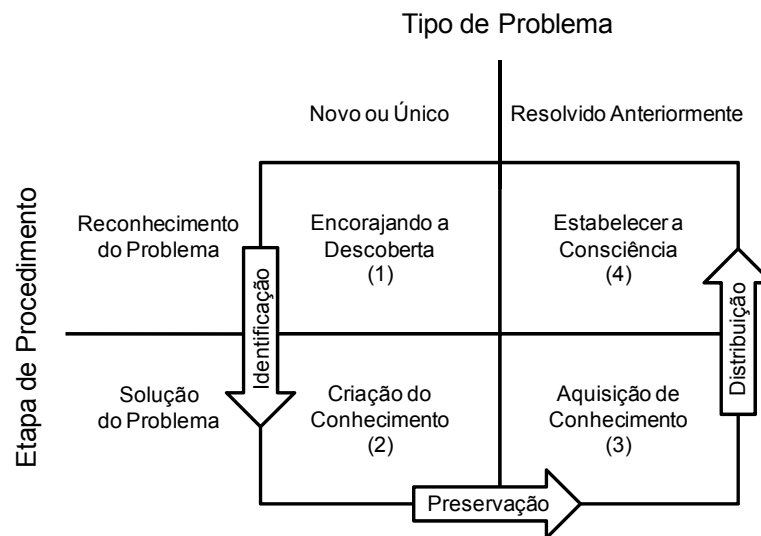 Tipo de Problema
Novo ou Único
Resolvido Anteriormente
Etapa de Procedimento
Reconhecimento
do Problema
Encorajando a
Descoberta
(1)
Estabelecer a
Consciência
(4)
Identificação
Distribuição
Solução
do Problema
Criação do
Conhecimento
(2)
Aquisição de
Conhecimento
(3)
Preservação